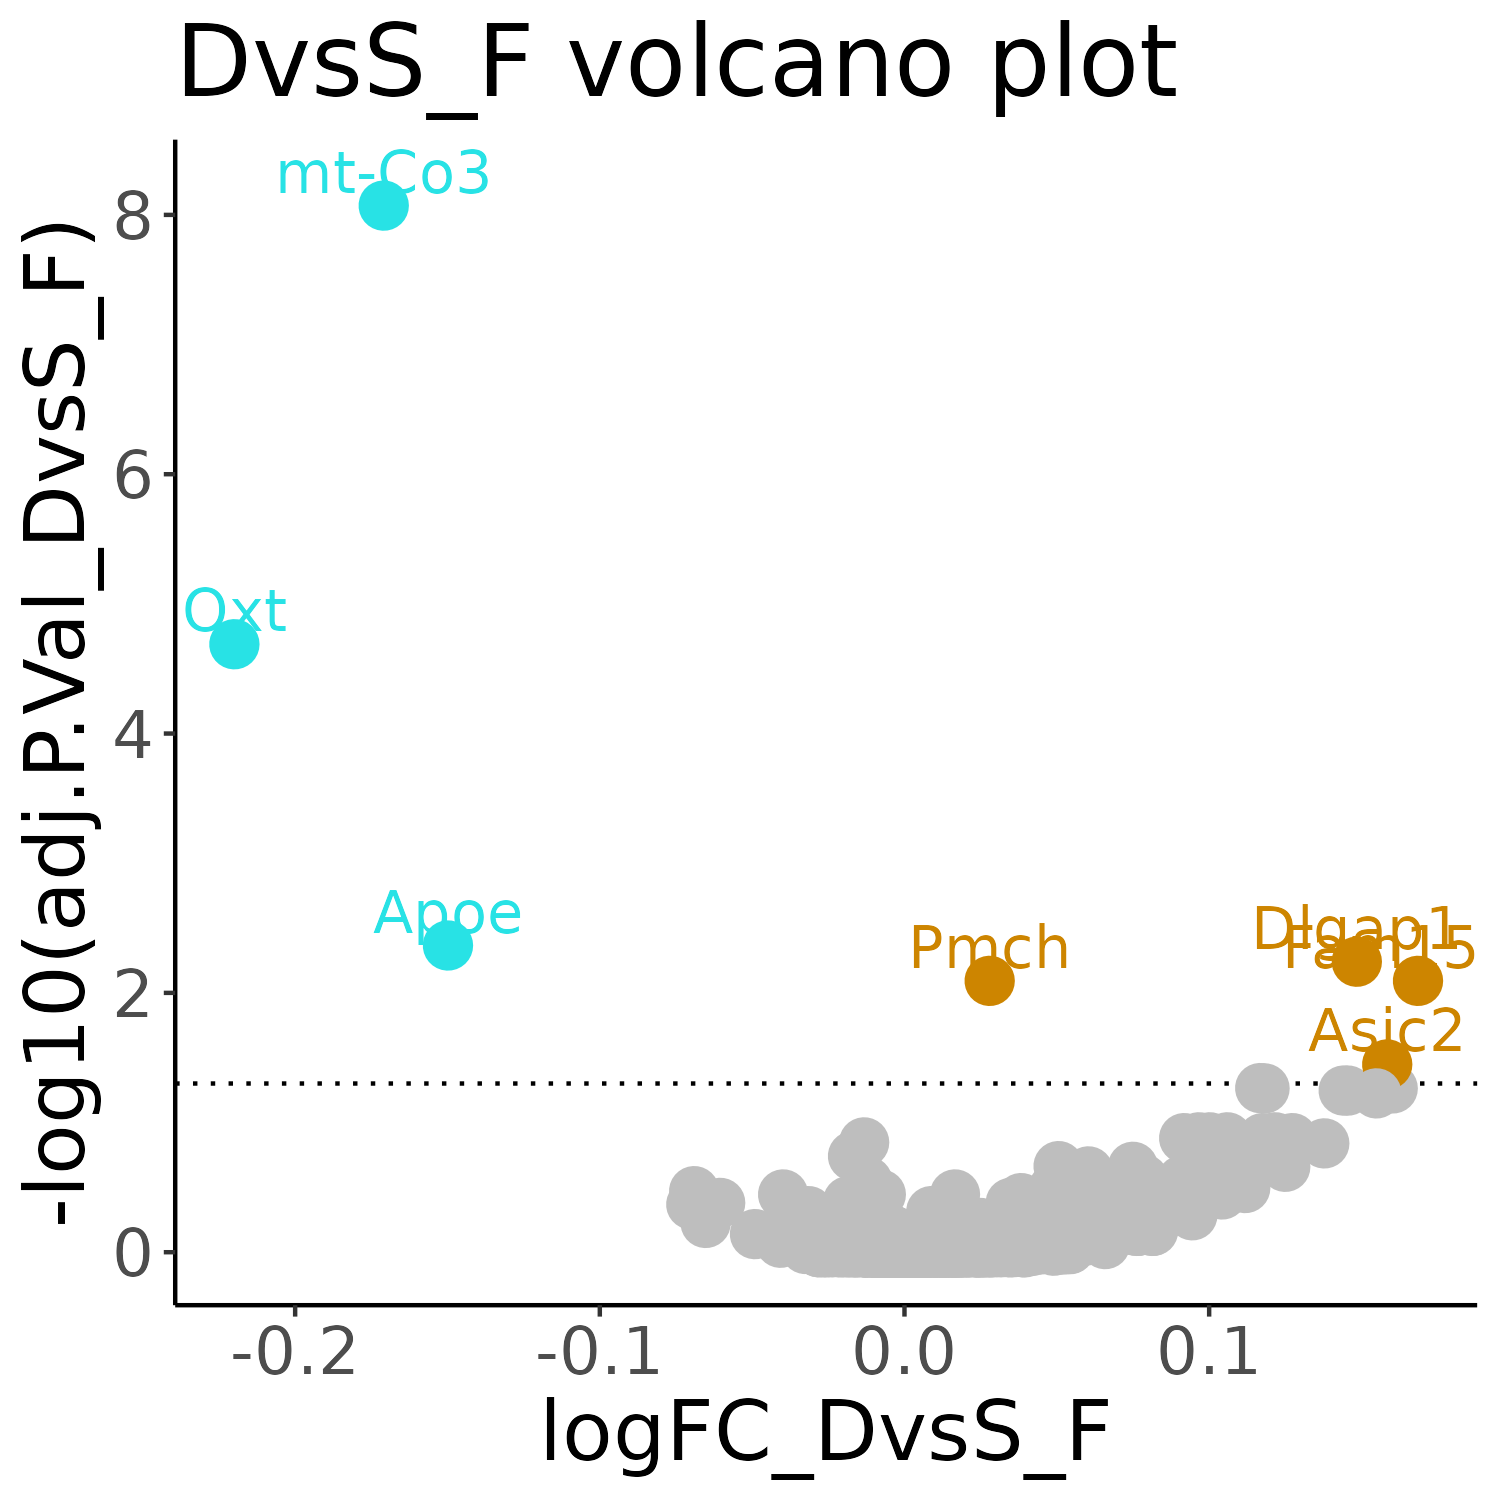 DvsS_F volcano plot
-log10(adj.P.Val_DvsS_F)
8
6
4
2
0
mt-Co3
Oxt
Apoe
Pmch
Dlgap1
Asic2
-0.2
-0.1
0.0
0.1
logFC_DvsS_F